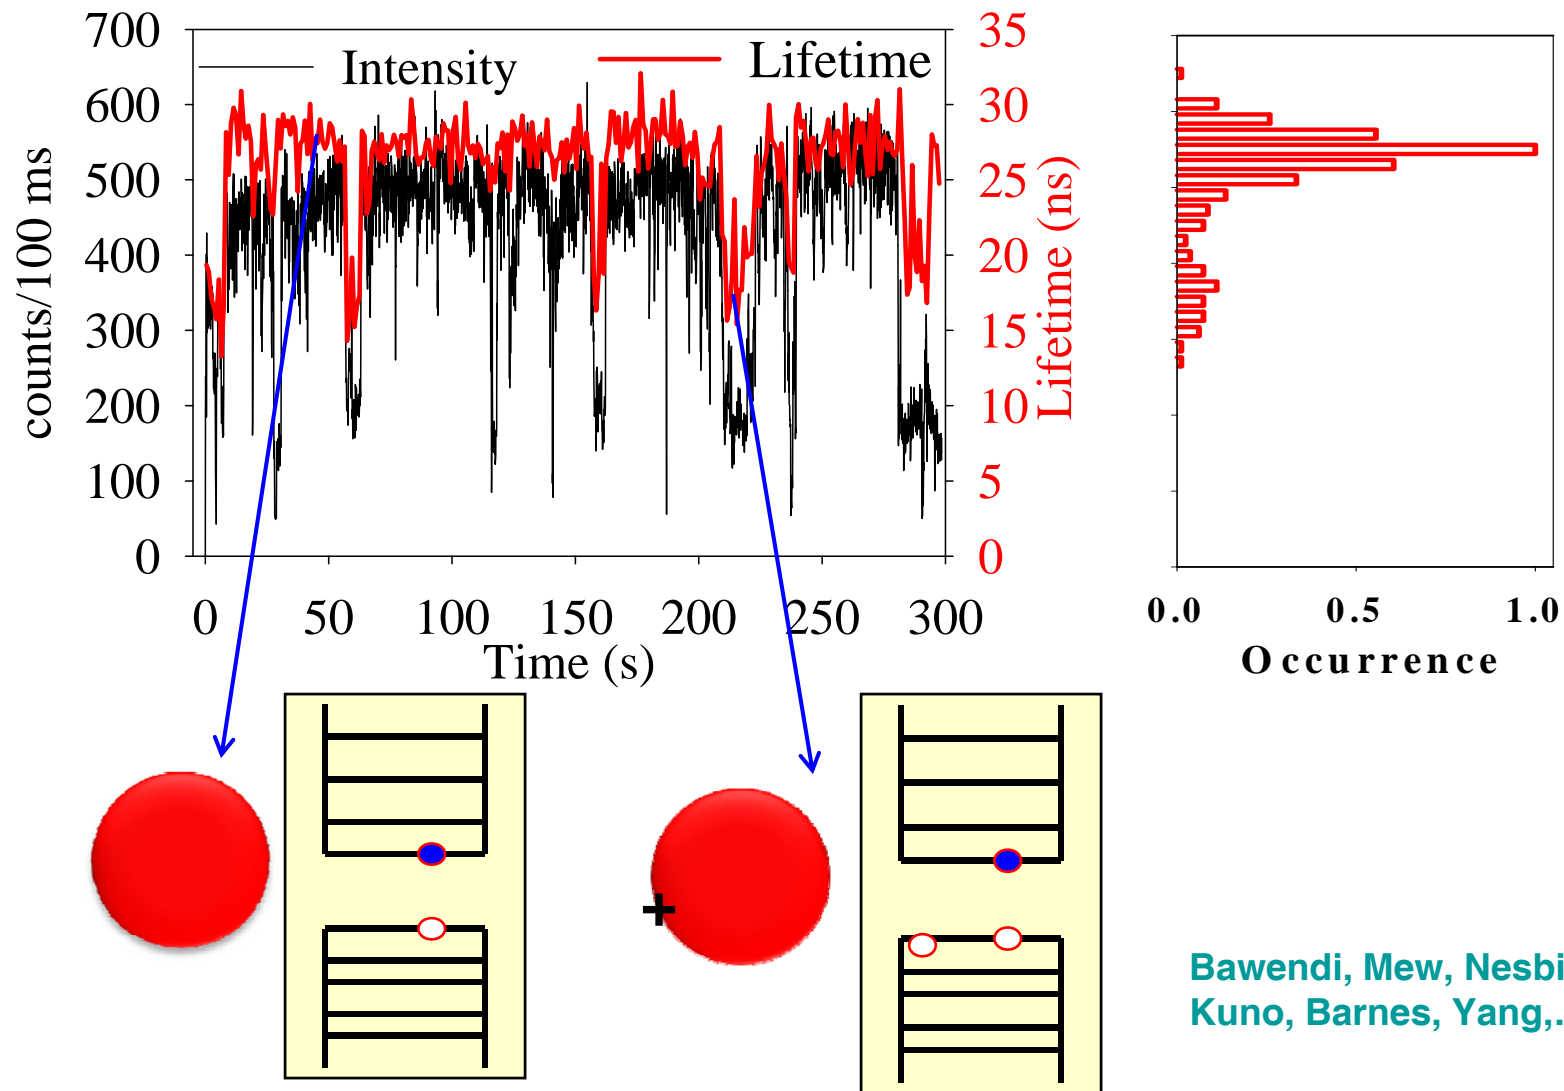 700
600
500
400
300
200
100
0
counts/100 ms
Intensity
Lifetime
35
30
25
20
15
10
5
0
Lifetime (ns)
0 50 100 150 200 250 300
Time (s)
0.0 0.5 1.0
Occurrence
+
Bawendi, Mew, Nesbi
Kuno, Barnes, Yang,.